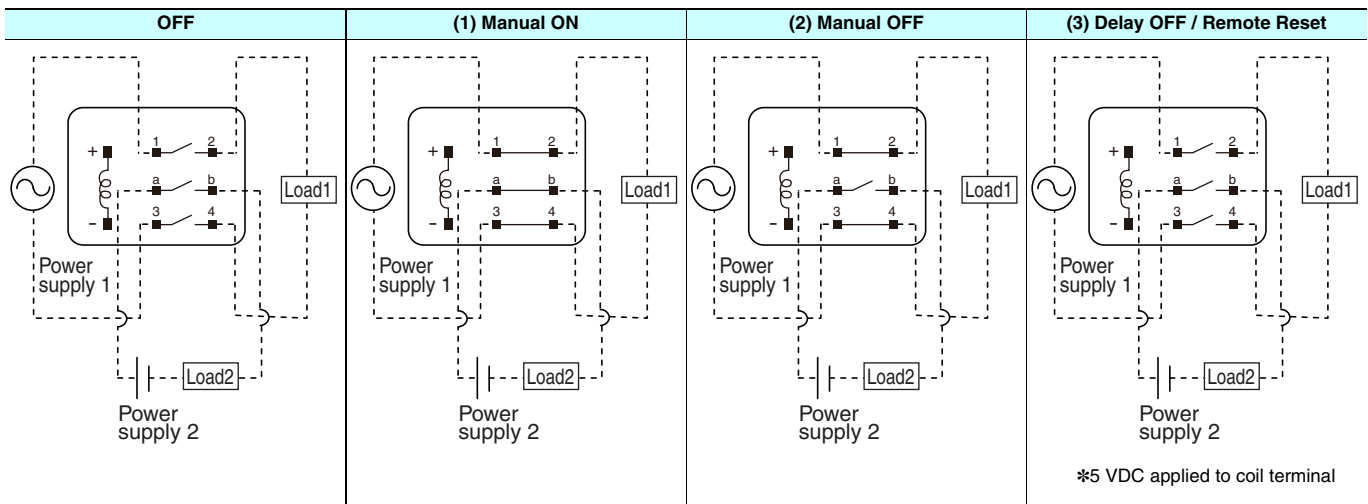 OFF
+ 1 2
a b
- 3 4
Load1
Power
supply 1
Load2
Power
supply 2
(1) Manual ON
+ 1 2
a b
- 3 4
Load1
Power
supply 1
Load2
Power
supply 2
(2) Manual OFF
+ 1 2
a b
- 3 4
Load1
Power
supply 1
Load2
Power
supply 2
(3) Delay OFF / Remote Reset
+ 1 2
a b
- 3 4
Load1
Power
supply 1
Load2
Power
supply 2
✻5 VDC applied to coil terminal